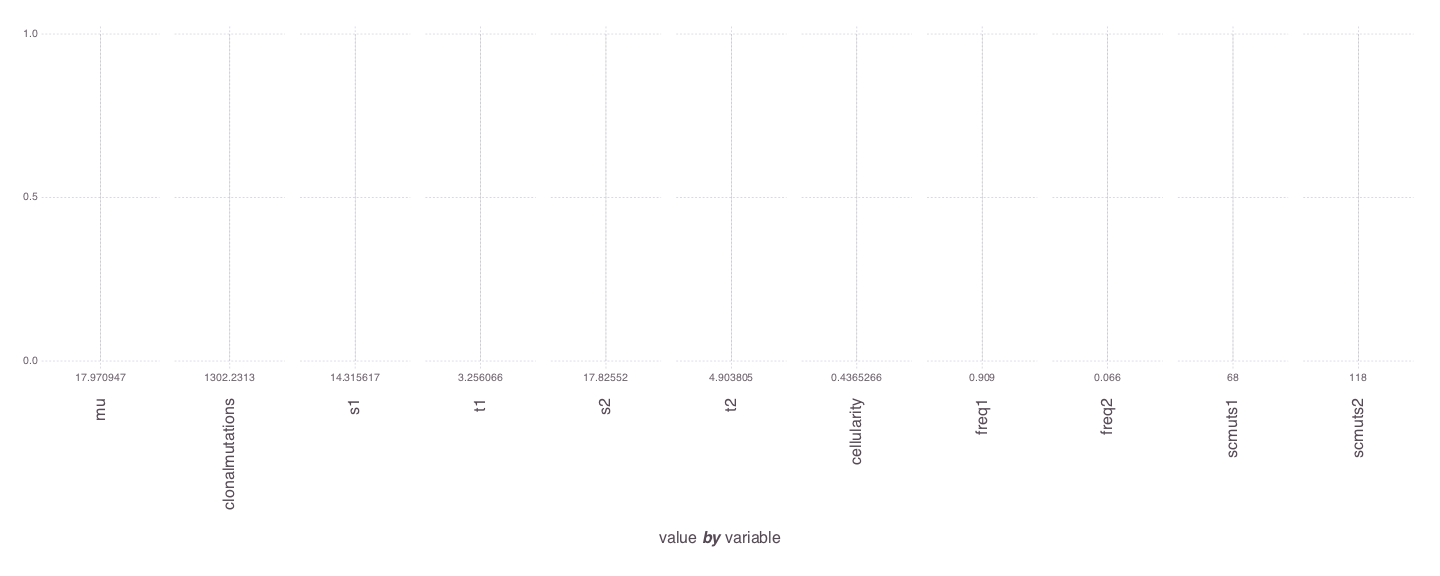 1.0
0.5
0.0
17.970947 1302.2313 14.315617 3.256066 17.82552 4.903805 0.4365266 0.909 0.066 68 118
mu clonalmutations s1 t1 s2 t2 cellularity freq1 freq2 scmuts1 scmuts2
value by variable